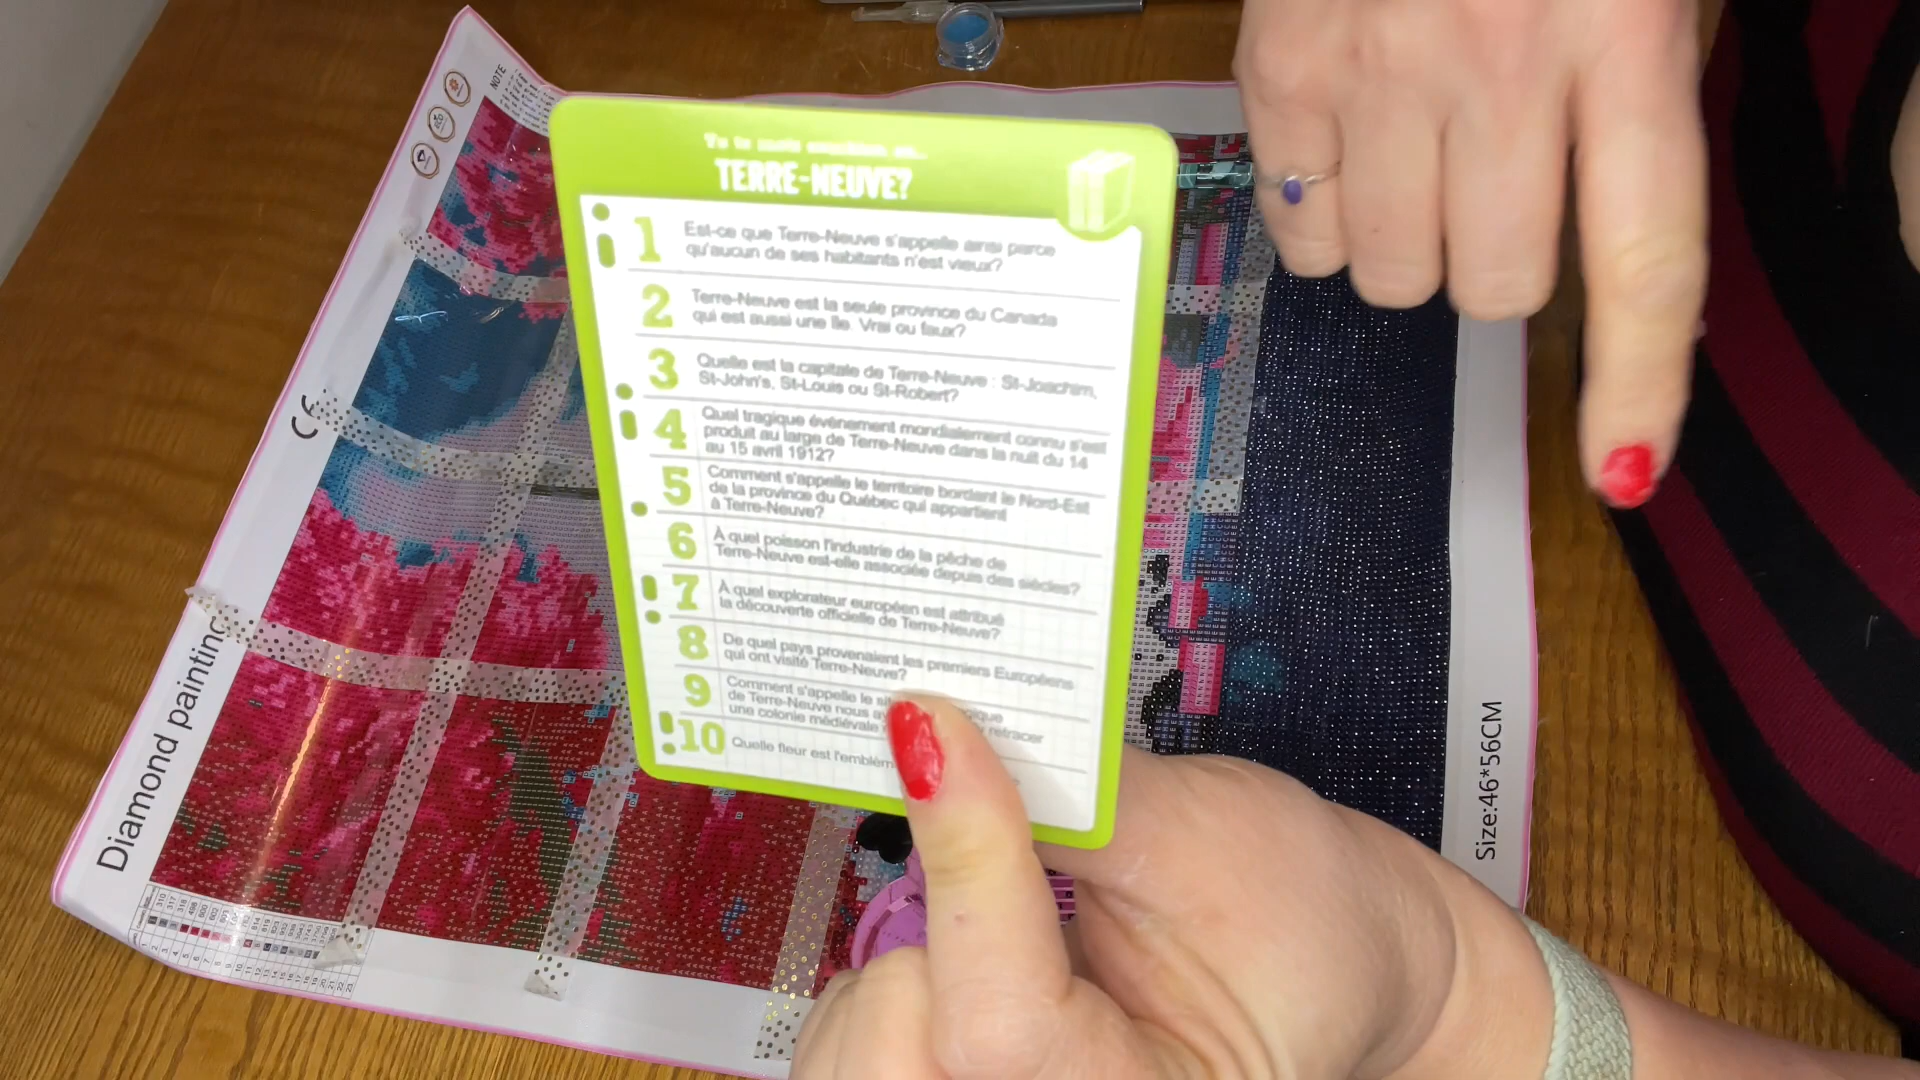 Tu te crois meilleur en...
TERRE-NEUVE?
1 Est-ce que Terre-Neuve s'appelle ainsi parce
qu'aucun de ses habitants n'est vieux?
2 Terre-Neuve est la seule province du Canada
qui est aussi une île. Vrai ou faux?
3 Quelle est la capitale de Terre-Neuve : St-Joachim,
St-John's, St-Louis ou St-Robert?
4 Quel tragique événement mondialement connu s'est
produit au large de Terre-Neuve dans la nuit du 14
au 15 avril 1912?
5 Comment s'appelle le territoire bordant le Nord-Est
de la province du Québec qui appartient
à Terre-Neuve?
6 À quel poisson l'industrie de la pêche de
Terre-Neuve est-elle associée depuis des siècles?
7 À quel explorateur européen est attribué
la découverte officielle de Terre-Neuve?
8 De quel pays provenaient les premiers Européens
qui ont visité Terre-Neuve?
9 Comment s'appelle le
de Terre-Neuve nous
une colonie médiévale retracer
10 Quelle fleur est
Diamond painting
Size:46*56CM
NOTE
CE